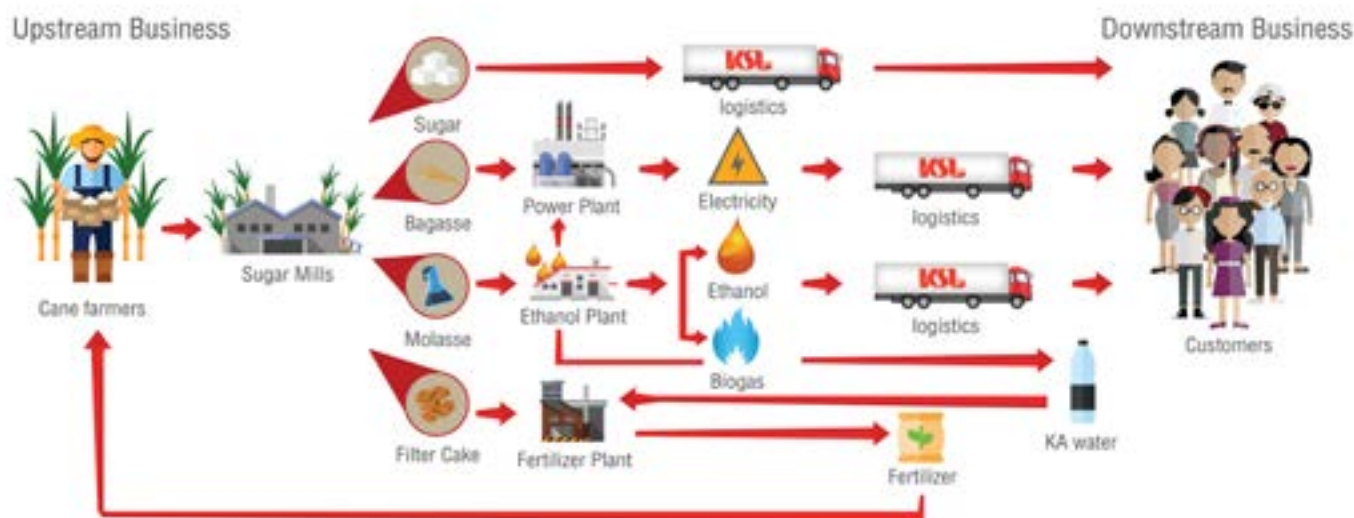 Upstream Business
Downstream Business
KSL
Sugar
logistics
KSL
Bagasse
Power Plant
Electricity
logistics
Cane farmers
Sugar Mills
KSL
Molasse
Ethanol Plant
Ethanol
logistics
Customers
Biogas
Filter Cake
Fertilizer Plant
Fertilizer
KA water